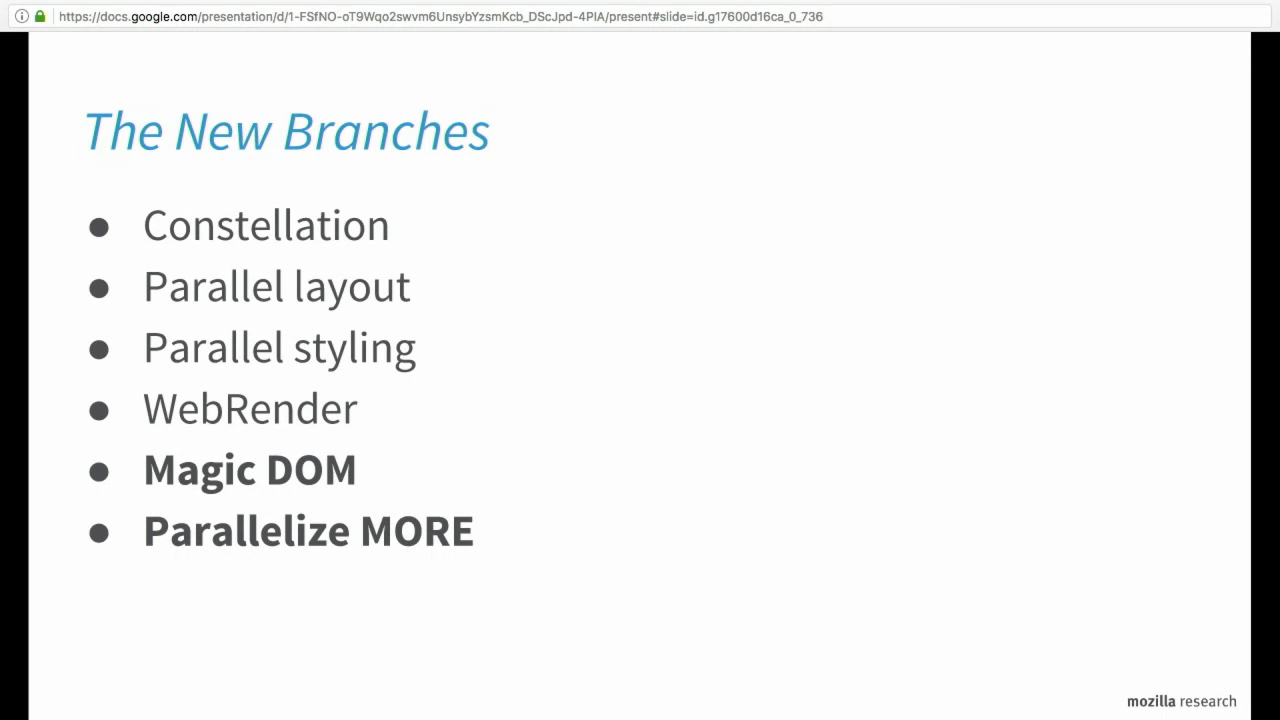 https://docs.google.com/presentation/d/1-FSfNO-oT9Wqo2swvm6UnsybYzsmKcb_DScJpd-4PIA/present#slide=id.g17600d16ca_0_736
The New Branches
● Constellation
● Parallel layout
● Parallel styling
● WebRender
● Magic DOM
● Parallelize MORE
mozilla research